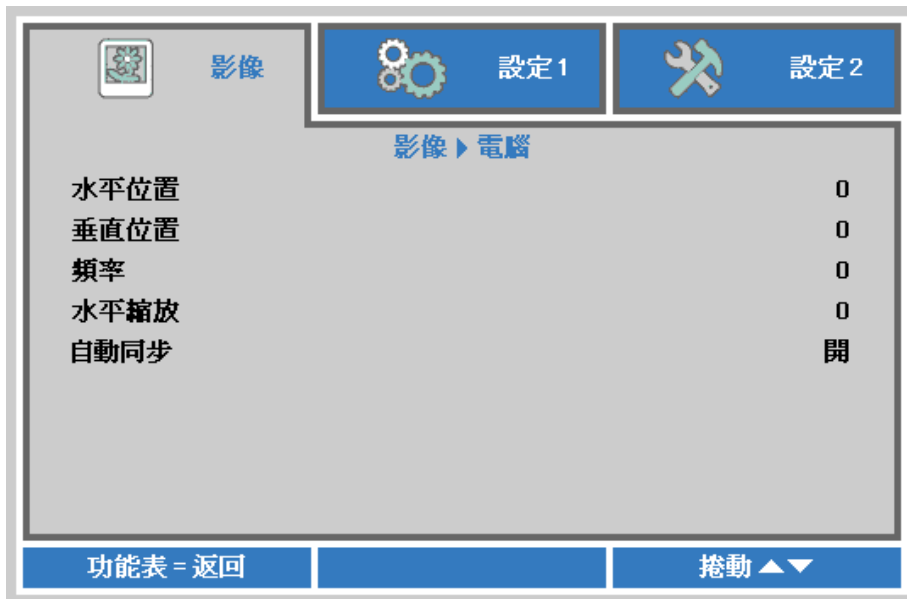 影像 設定1 設定2
影像▶電腦
水平位置 0
垂直位置 0
頻率 0
水平縮放 0
自動同步 開
功能表=返回 捲動▲▼